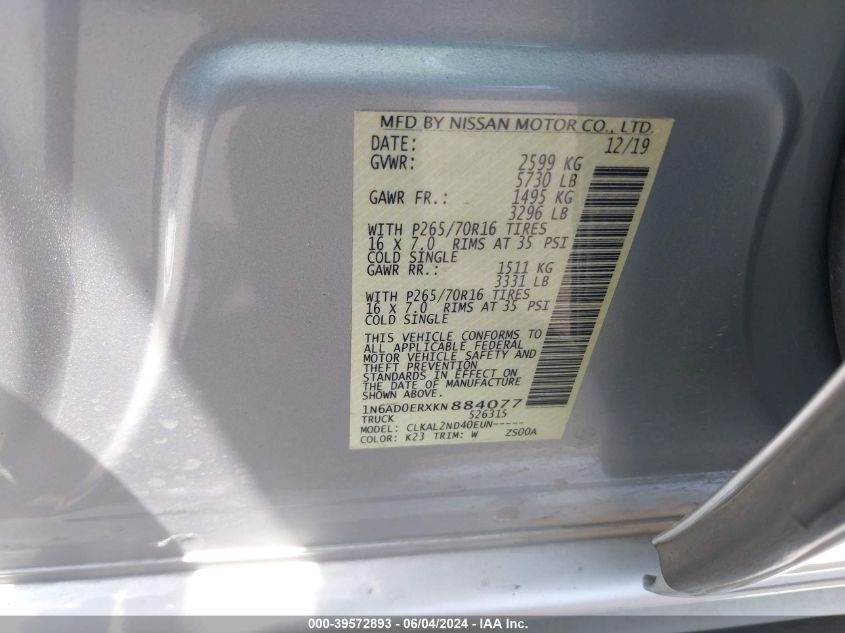 MFD BY NISSAN MOTOR CO., LTD.
DATE: 12/19
GVWR: 2599 KG
5730 LB
GAWR FR.: 1495 KG
3296 LB
WITH P265/70R16 TIRES
16 X 7.0 RIMS AT 35 PSI
COLD SINGLE
GAWR RR.: 1511 KG
3331 LB
WITH P265/70R16 TIRES
16 X 7.0 RIMS AT 35 PSI
COLD SINGLE
THIS VEHICLE CONFORMS TO
ALL APPLICABLE FEDERAL
MOTOR VEHICLE SAFETY AND
THEFT PREVENTION
STANDARDS IN EFFECT ON
THE DATE OF MANUFACTURE
SHOWN ABOVE.
1N6AD0ERXKN884077
TRUCK 526315
MODEL: CLKAL2ND40EUN-----
COLOR: K23 TRIM: W ZS00A
000-39572893 - 06/04/2024 - IAA Inc.